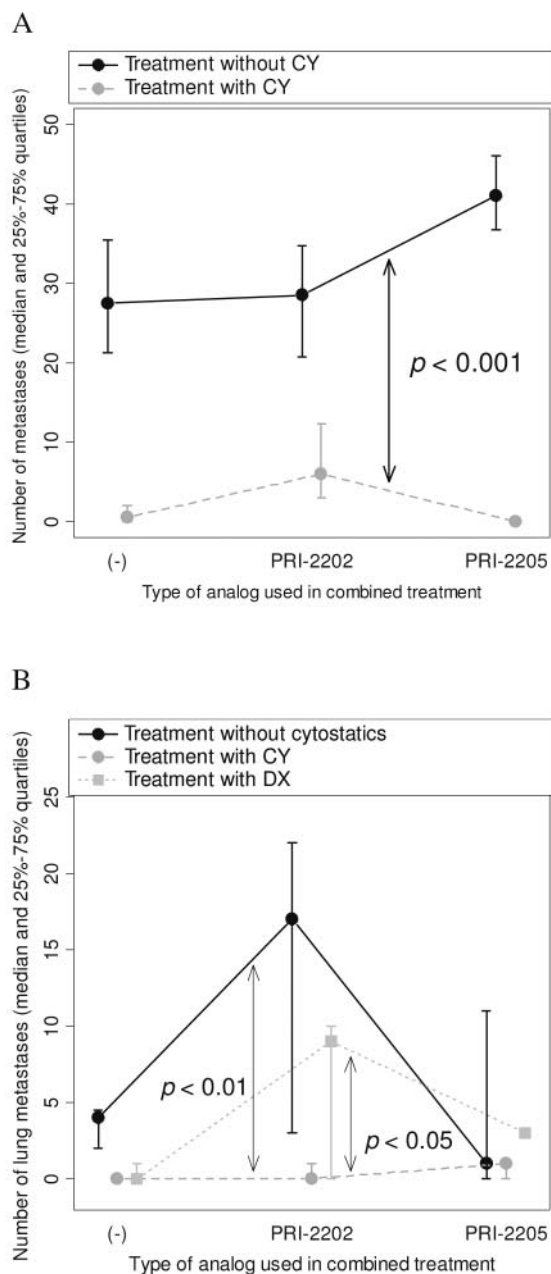 A
Treatment without CY
Treatment with CY
Number of metastases (median and 25%-75% quartiles)
50
40
30
20
10
0
p < 0.001
(-) PRI-2202 PRI-2205
Type of analog used in combined treatment
B
Treatment without cytostatics
Treatment with CY
Treatment with DX
Number of lung metastases (median and 25%-75% quartiles)
25
20
15
10
5
0
p < 0.01
p < 0.05
(-) PRI-2202 PRI-2205
Type of analog used in combined treatment